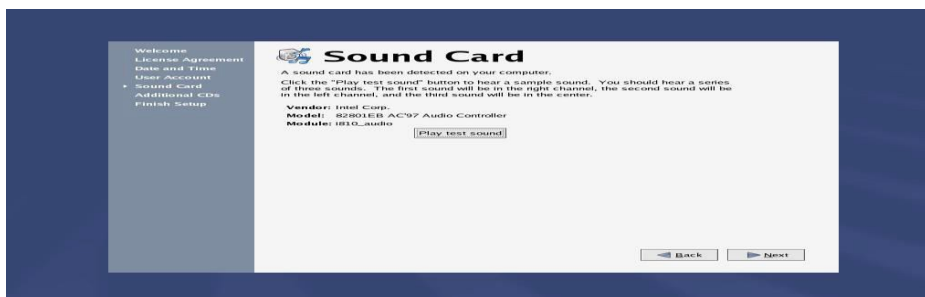 Welcome
License Agreement
Date and Time
User Account
Sound Card
Additional CDs
Finish Setup
Sound Card
A sound card has been detected on your computer.
Click the "Play test sound" button to hear a sample sound. You should hear a series
of three sounds. The first sound will be in the right channel, the second sound will be
in the left channel, and the third sound will be in the center.
Vendor: Intel Corp.
Model: 82801EB AC'97 Audio Controller
Module: i810_audio
Play test sound
Back
Next